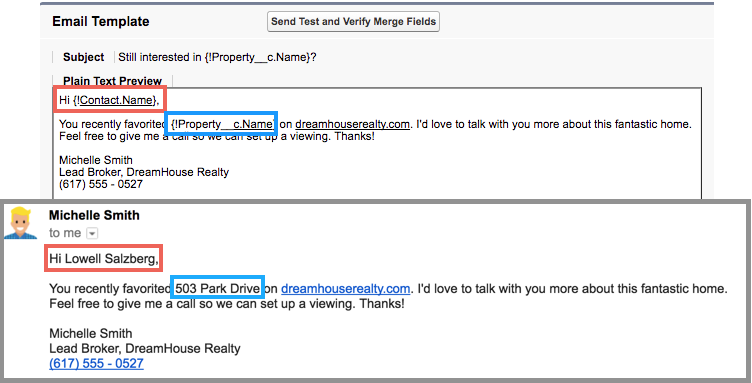 Email Template Send Test and Verify Merge Fields
Subject Still interested in {!Property__c.Name}?
Plain Text Preview
Hi {!Contact.Name},
You recently favorited {!Property__c.Name} on dreamhouserealty.com. I'd love to talk with you more about this fantastic home.
Feel free to give me a call so we can set up a viewing. Thanks!
Michelle Smith
Lead Broker, DreamHouse Realty
(617) 555 - 0527
Michelle Smith
to me
Hi Lowell Salzberg,
You recently favorited 503 Park Drive on dreamhouserealty.com. I'd love to talk with you more about this fantastic home.
Feel free to give me a call so we can set up a viewing. Thanks!
Michelle Smith
Lead Broker, DreamHouse Realty
(617) 555 - 0527